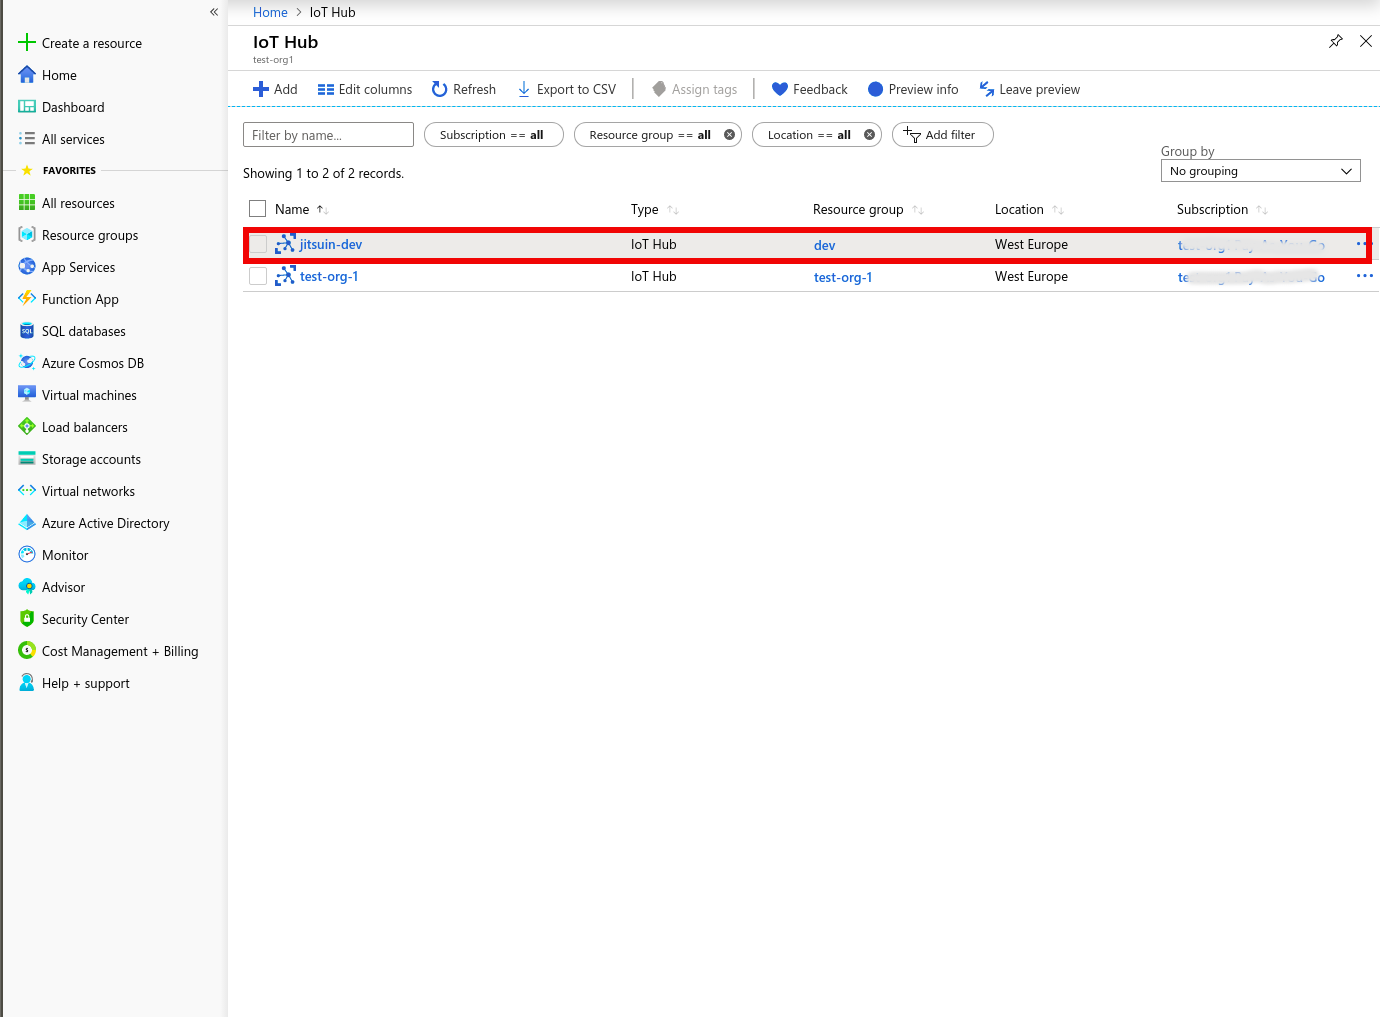 «
Create a resource
Home
Dashboard
All services
FAVORITES
All resources
Resource groups
App Services
Function App
SQL databases
Azure Cosmos DB
Virtual machines
Load balancers
Storage accounts
Virtual networks
Azure Active Directory
Monitor
Advisor
Security Center
Cost Management + Billing
Help + support
Home > IoT Hub
IoT Hub
test-org1
Add Edit columns Refresh Export to CSV Assign tags Feedback Preview info Leave preview
Filter by name... Subscription == all Resource group == all Location == all Add filter
Group by
No grouping
Showing 1 to 2 of 2 records.
Name Type Resource group Location Subscription
jitsuin-dev IoT Hub dev West Europe
test-org-1 IoT Hub test-org-1 West Europe